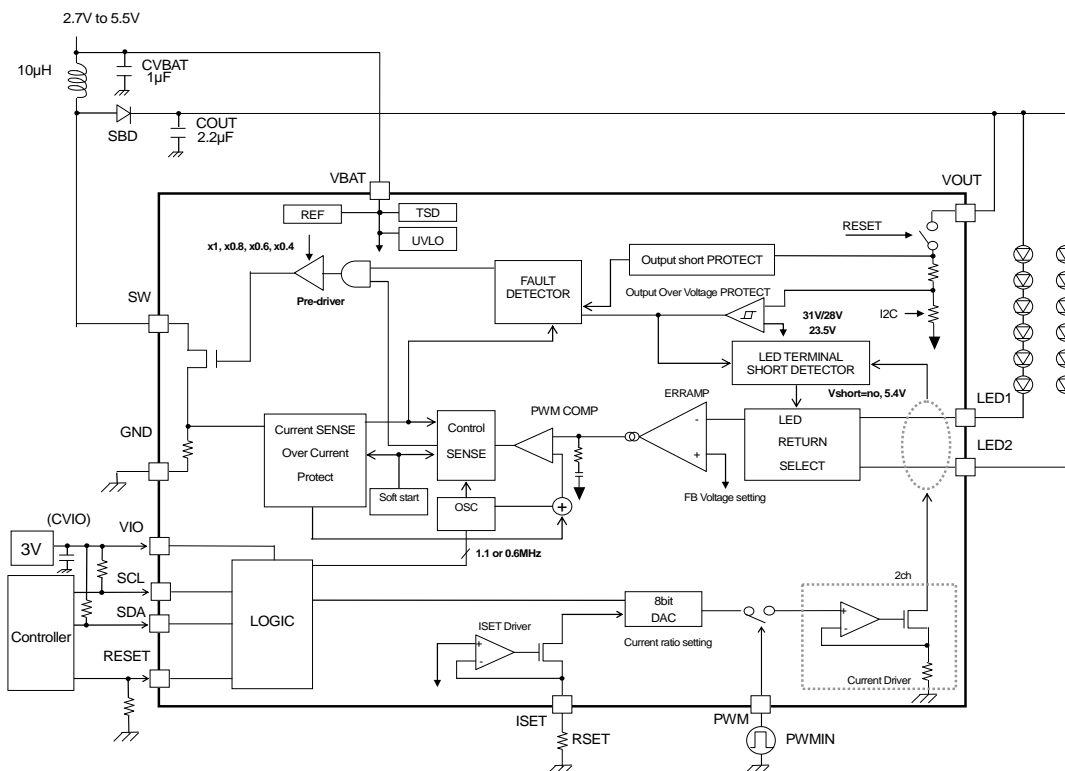 2.7V to 5.5V
10µH
CVBAT
1µF
COUT
2.2µF
SBD
VBAT
VOUT
REF
TSD
UVLO
RESET
x1, x0.8, x0.6, x0.4
Pre-driver
FAULT
DETECTOR
Output short PROTECT
Output Over Voltage PROTECT
31V/28V
23.5V
I2C
SW
LED TERMINAL
SHORT DETECTOR
Vshort=no, 5.4V
LED1
LED2
GND
Current SENSE
Over Current
Protect
Control
SENSE
PWM COMP
ERRAMP
-
+
LED
RETURN
SELECT
FB Voltage setting
Soft start
OSC
+
1.1 or 0.6MHz
(CVIO)
VIO
3V
SCL
SDA
Controller
RESET
LOGIC
2ch
8bit
DAC
Current ratio setting
ISET Driver
+
-
+
-
Current Driver
ISET
RSET
PWM
PWMIN